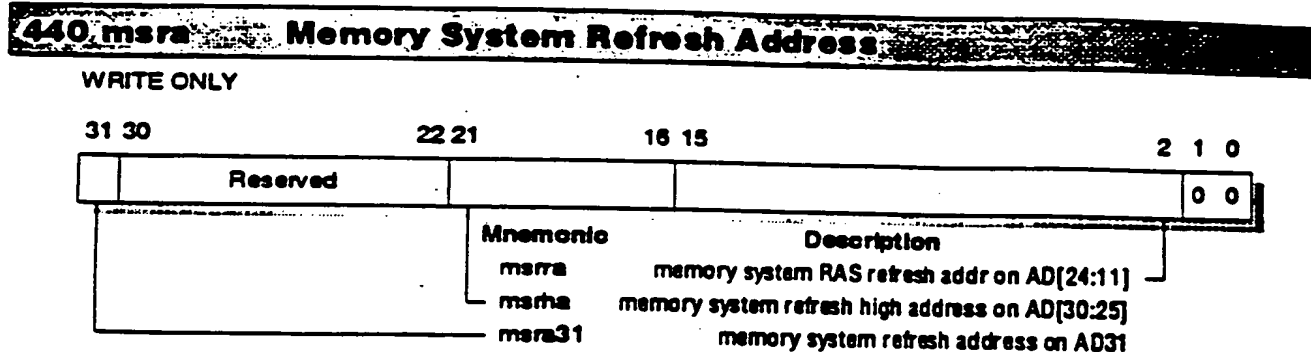 440 msra Memory System Refresh Address
WRITE ONLY
31 30 22 21 16 15 2 1 0
Reserved 0 0
Mnemonic Description
msrra memory system RAS refresh addr on AD[24:11]
msrha memory system refresh high address on AD[30:25]
msra31 memory system refresh address on AD31